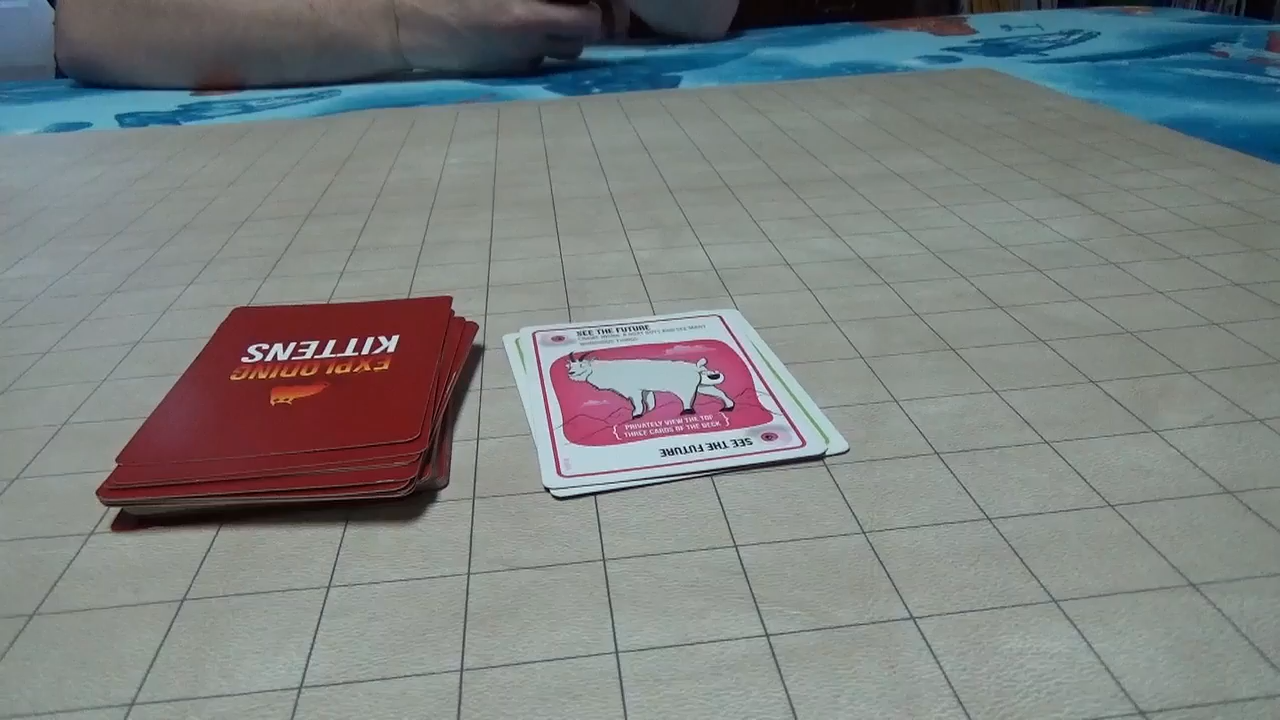 EXPLODING
KITTENS
SEE THE FUTURE
PRIVATELY VIEW THE TOP
THREE CARDS OF THE DECK
SEE THE FUTURE